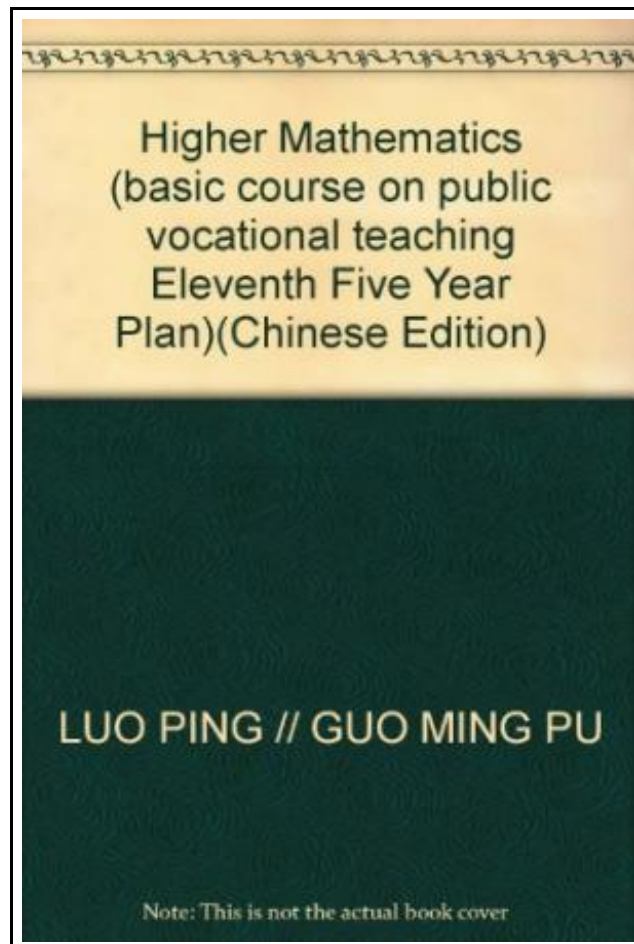 Higher Mathematics
(basic course on public
vocational teaching
Eleventh Five Year
Plan)(Chinese Edition)
LUO PING // GUO MING PU
Note: This is not the actual book cover